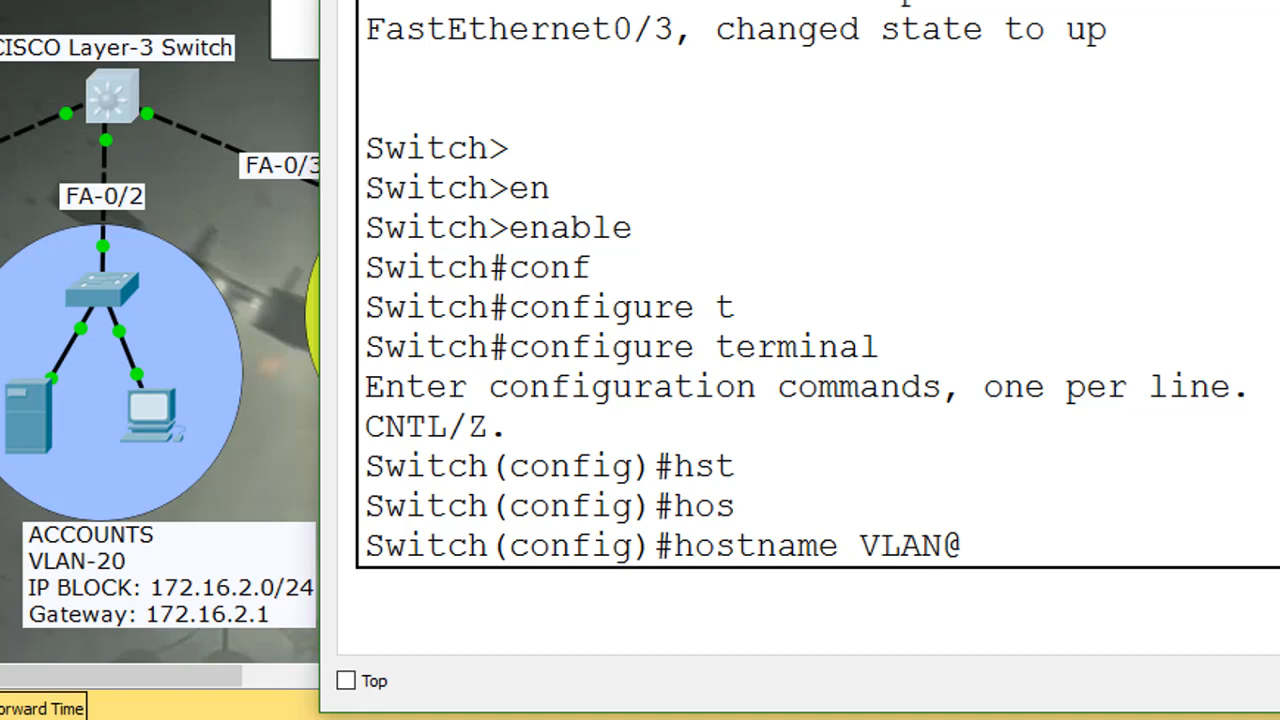 CISCO Layer-3 Switch
FA-0/3
FA-0/2
ACCOUNTS
VLAN-20
IP BLOCK: 172.16.2.0/24
Gateway: 172.16.2.1
orward Time
FastEthernet0/3, changed state to up
Switch>
Switch>en
Switch>enable
Switch#conf
Switch#configure t
Switch#configure terminal
Enter configuration commands, one per line.
CNTL/Z.
Switch(config)#hst
Switch(config)#hos
Switch(config)#hostname VLAN@
Top